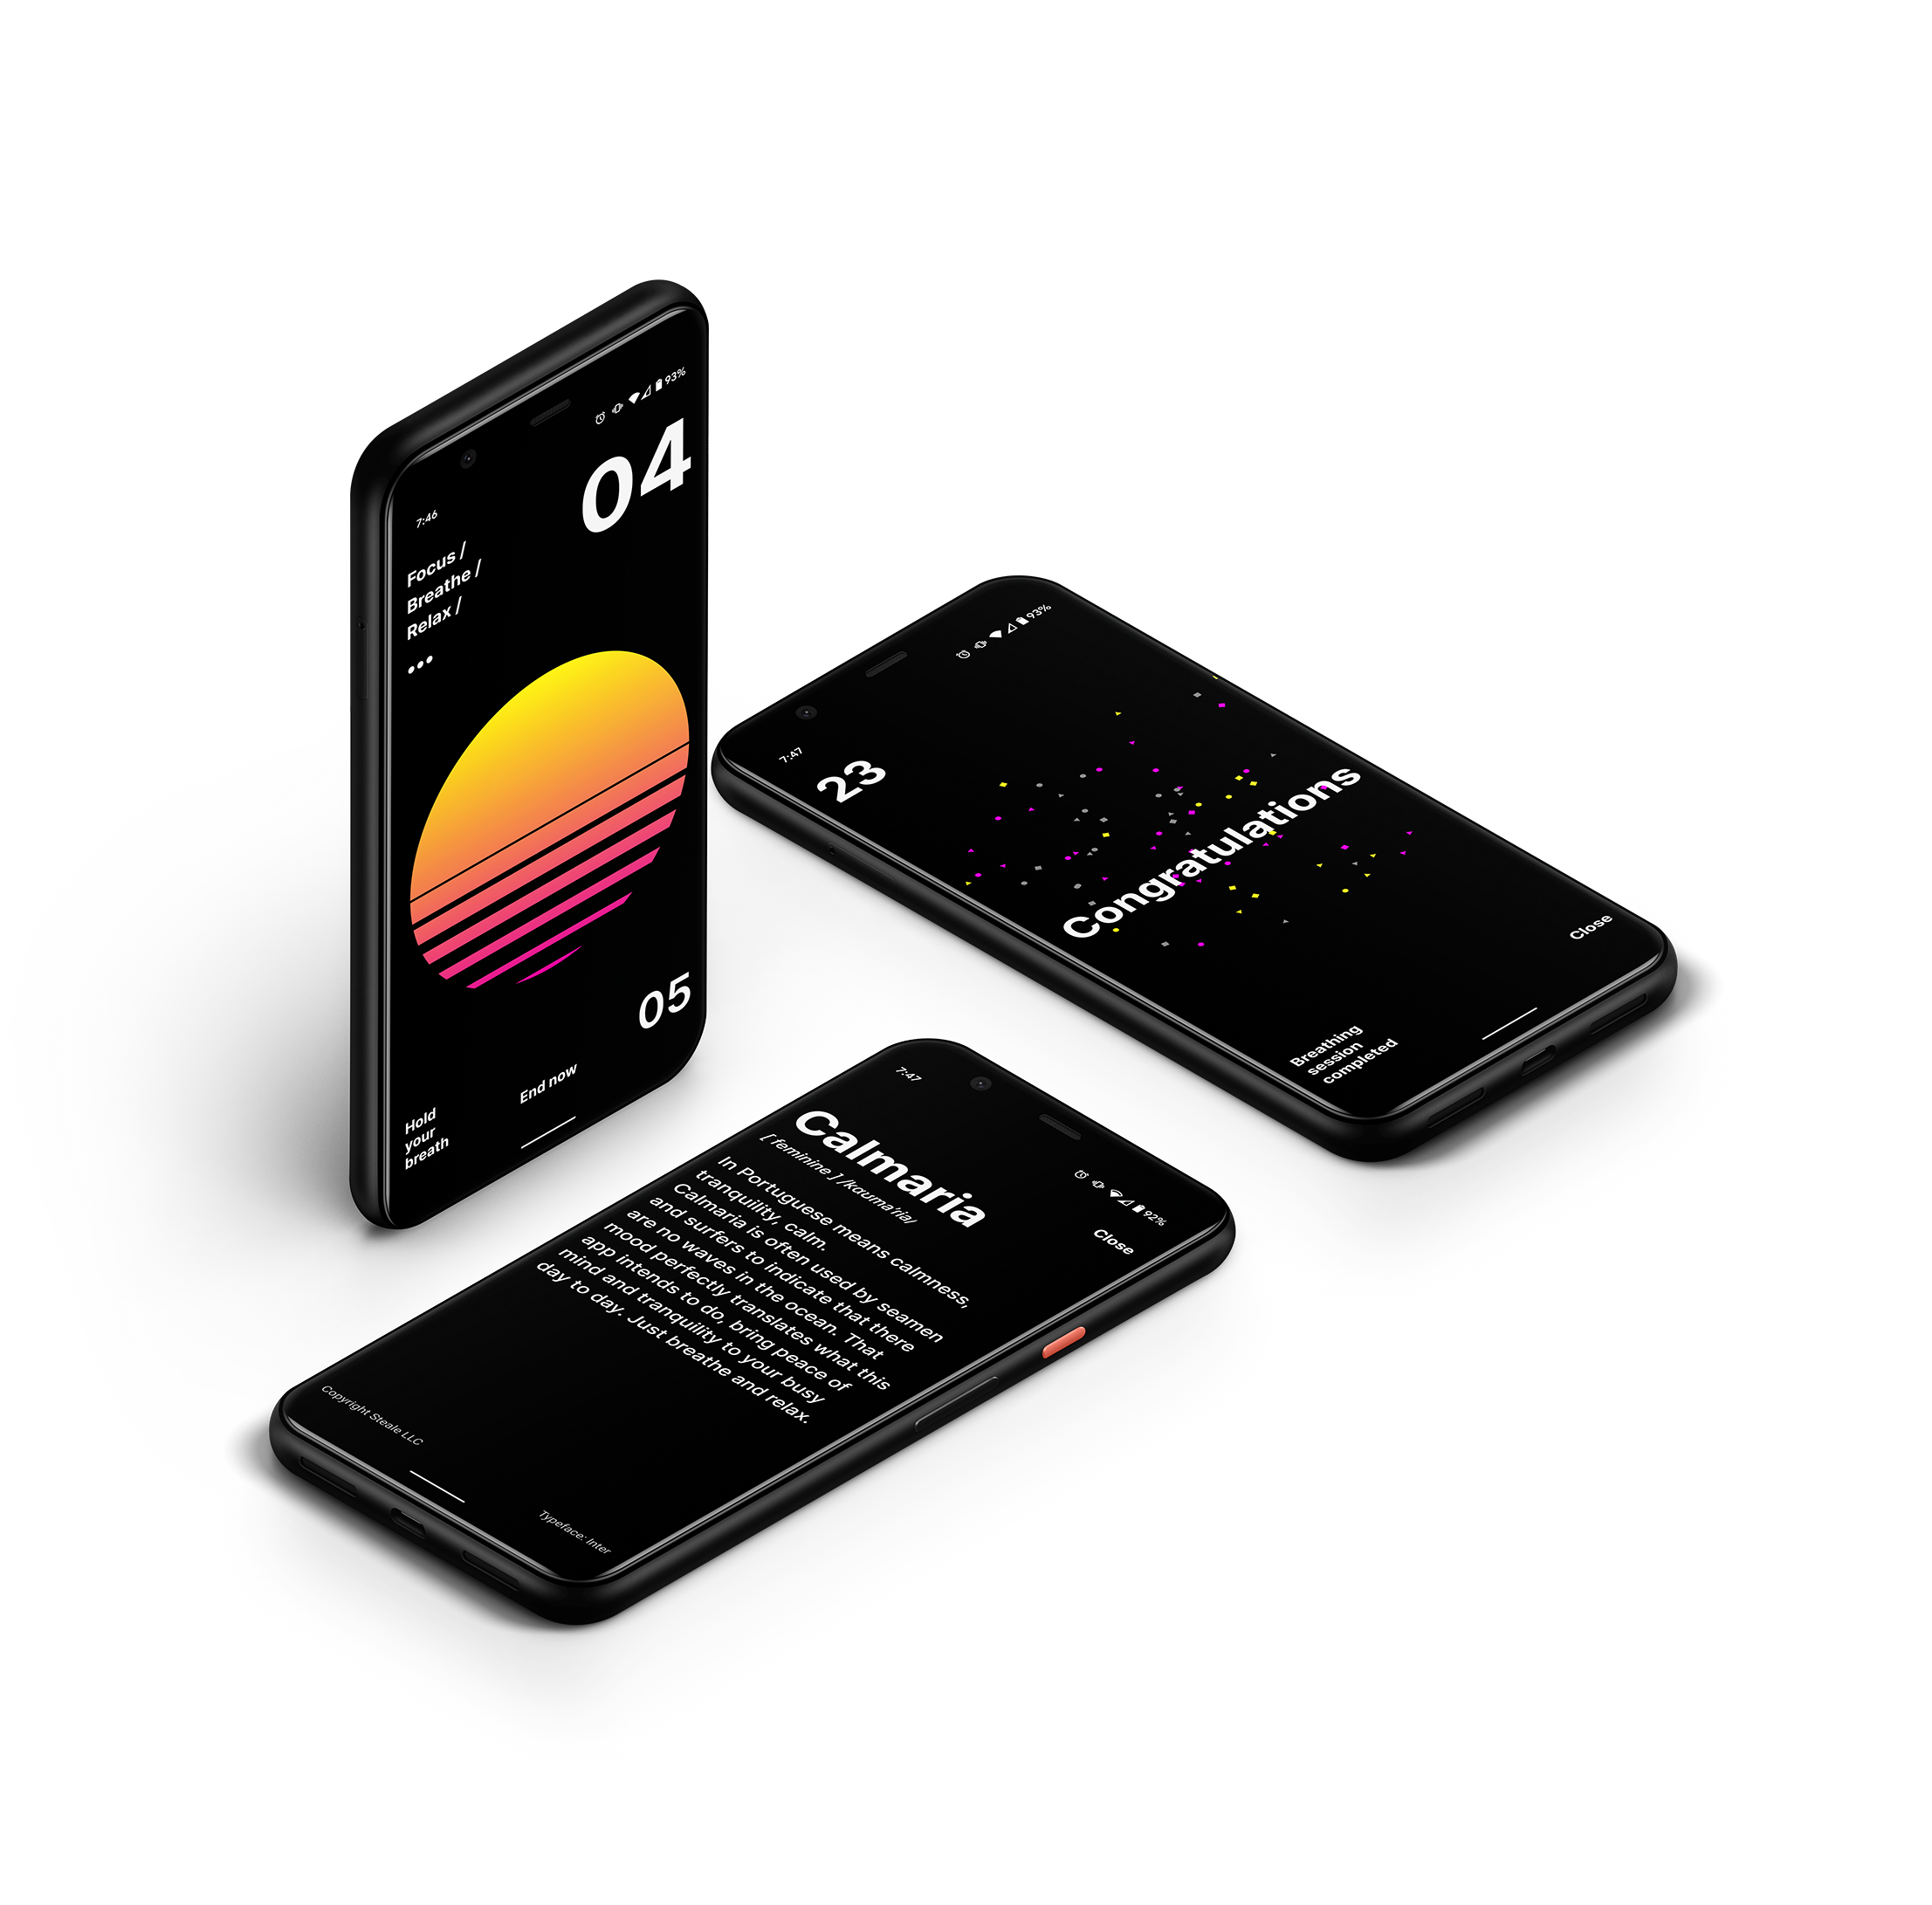 7:46
93%
04
Focus /
Breathe /
Relax /
05
End now
Hold
your
breath
7:47
93%
23
Congratulations
Close
Breathing
session
completed
7:47
92%
Close
Calmaria
[ feminine ] /kaʊma'ria/
In Portuguese means calmness,
tranquility, calm.
Calmaria is often used by seamen
and surfers to indicate that there
are no waves in the ocean. That
mood perfectly translates what this
app intends to do, bring peace of
mind and tranquility to your busy
day to day. Just breathe and relax.
Copyright Steale LLC
Typeface: Inter